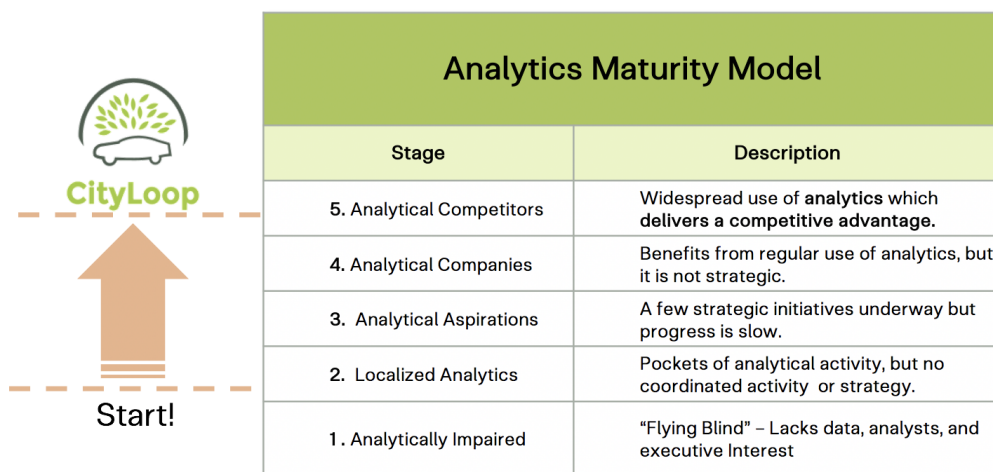 Analytics Maturity Model
Stage
Description
CityLoop
5. Analytical Competitors
Widespread use of analytics which
delivers a competitive advantage.
4. Analytical Companies
Benefits from regular use of analytics, but
it is not strategic.
3. Analytical Aspirations
A few strategic initiatives underway but
progress is slow.
2. Localized Analytics
Pockets of analytical activity, but no
coordinated activity or strategy.
Start!
1. Analytically Impaired
“Flying Blind” – Lacks data, analysts, and
executive Interest